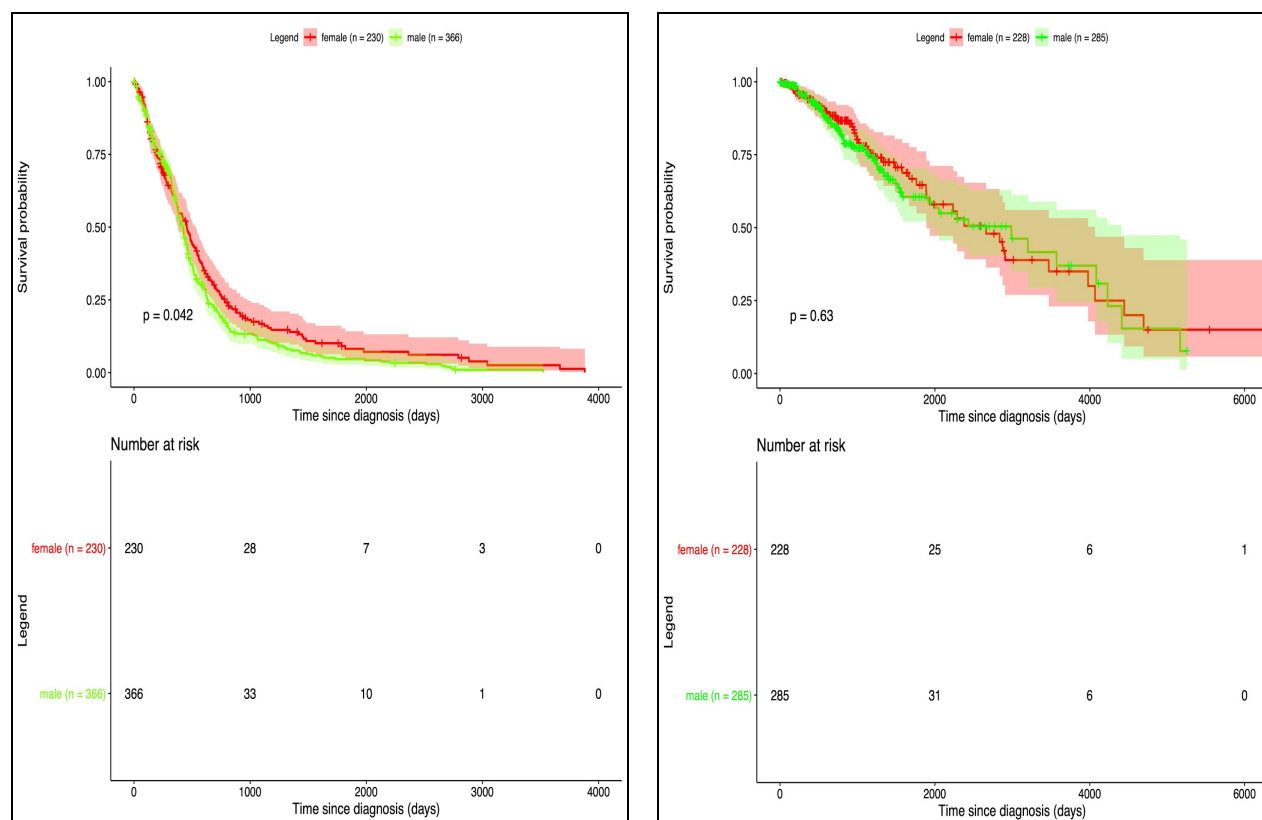 Legend female (n = 230) male (n = 366)
1.00
0.75
0.50
0.25
0.00
Survival probability
p = 0.042
0 1000 2000 3000 4000
Time since diagnosis (days)
Number at risk
female (n = 230) 230 28 7 3 0
Legend
male (n = 366) 366 33 10 1 0
0 1000 2000 3000 4000
Time since diagnosis (days)
Legend female (n = 228) male (n = 285)
1.00
0.75
0.50
0.25
0.00
Survival probability
p = 0.63
0 2000 4000 6000
Time since diagnosis (days)
Number at risk
female (n = 228) 228 25 6 1
Legend
male (n = 285) 285 31 6 0
0 2000 4000 6000
Time since diagnosis (days)